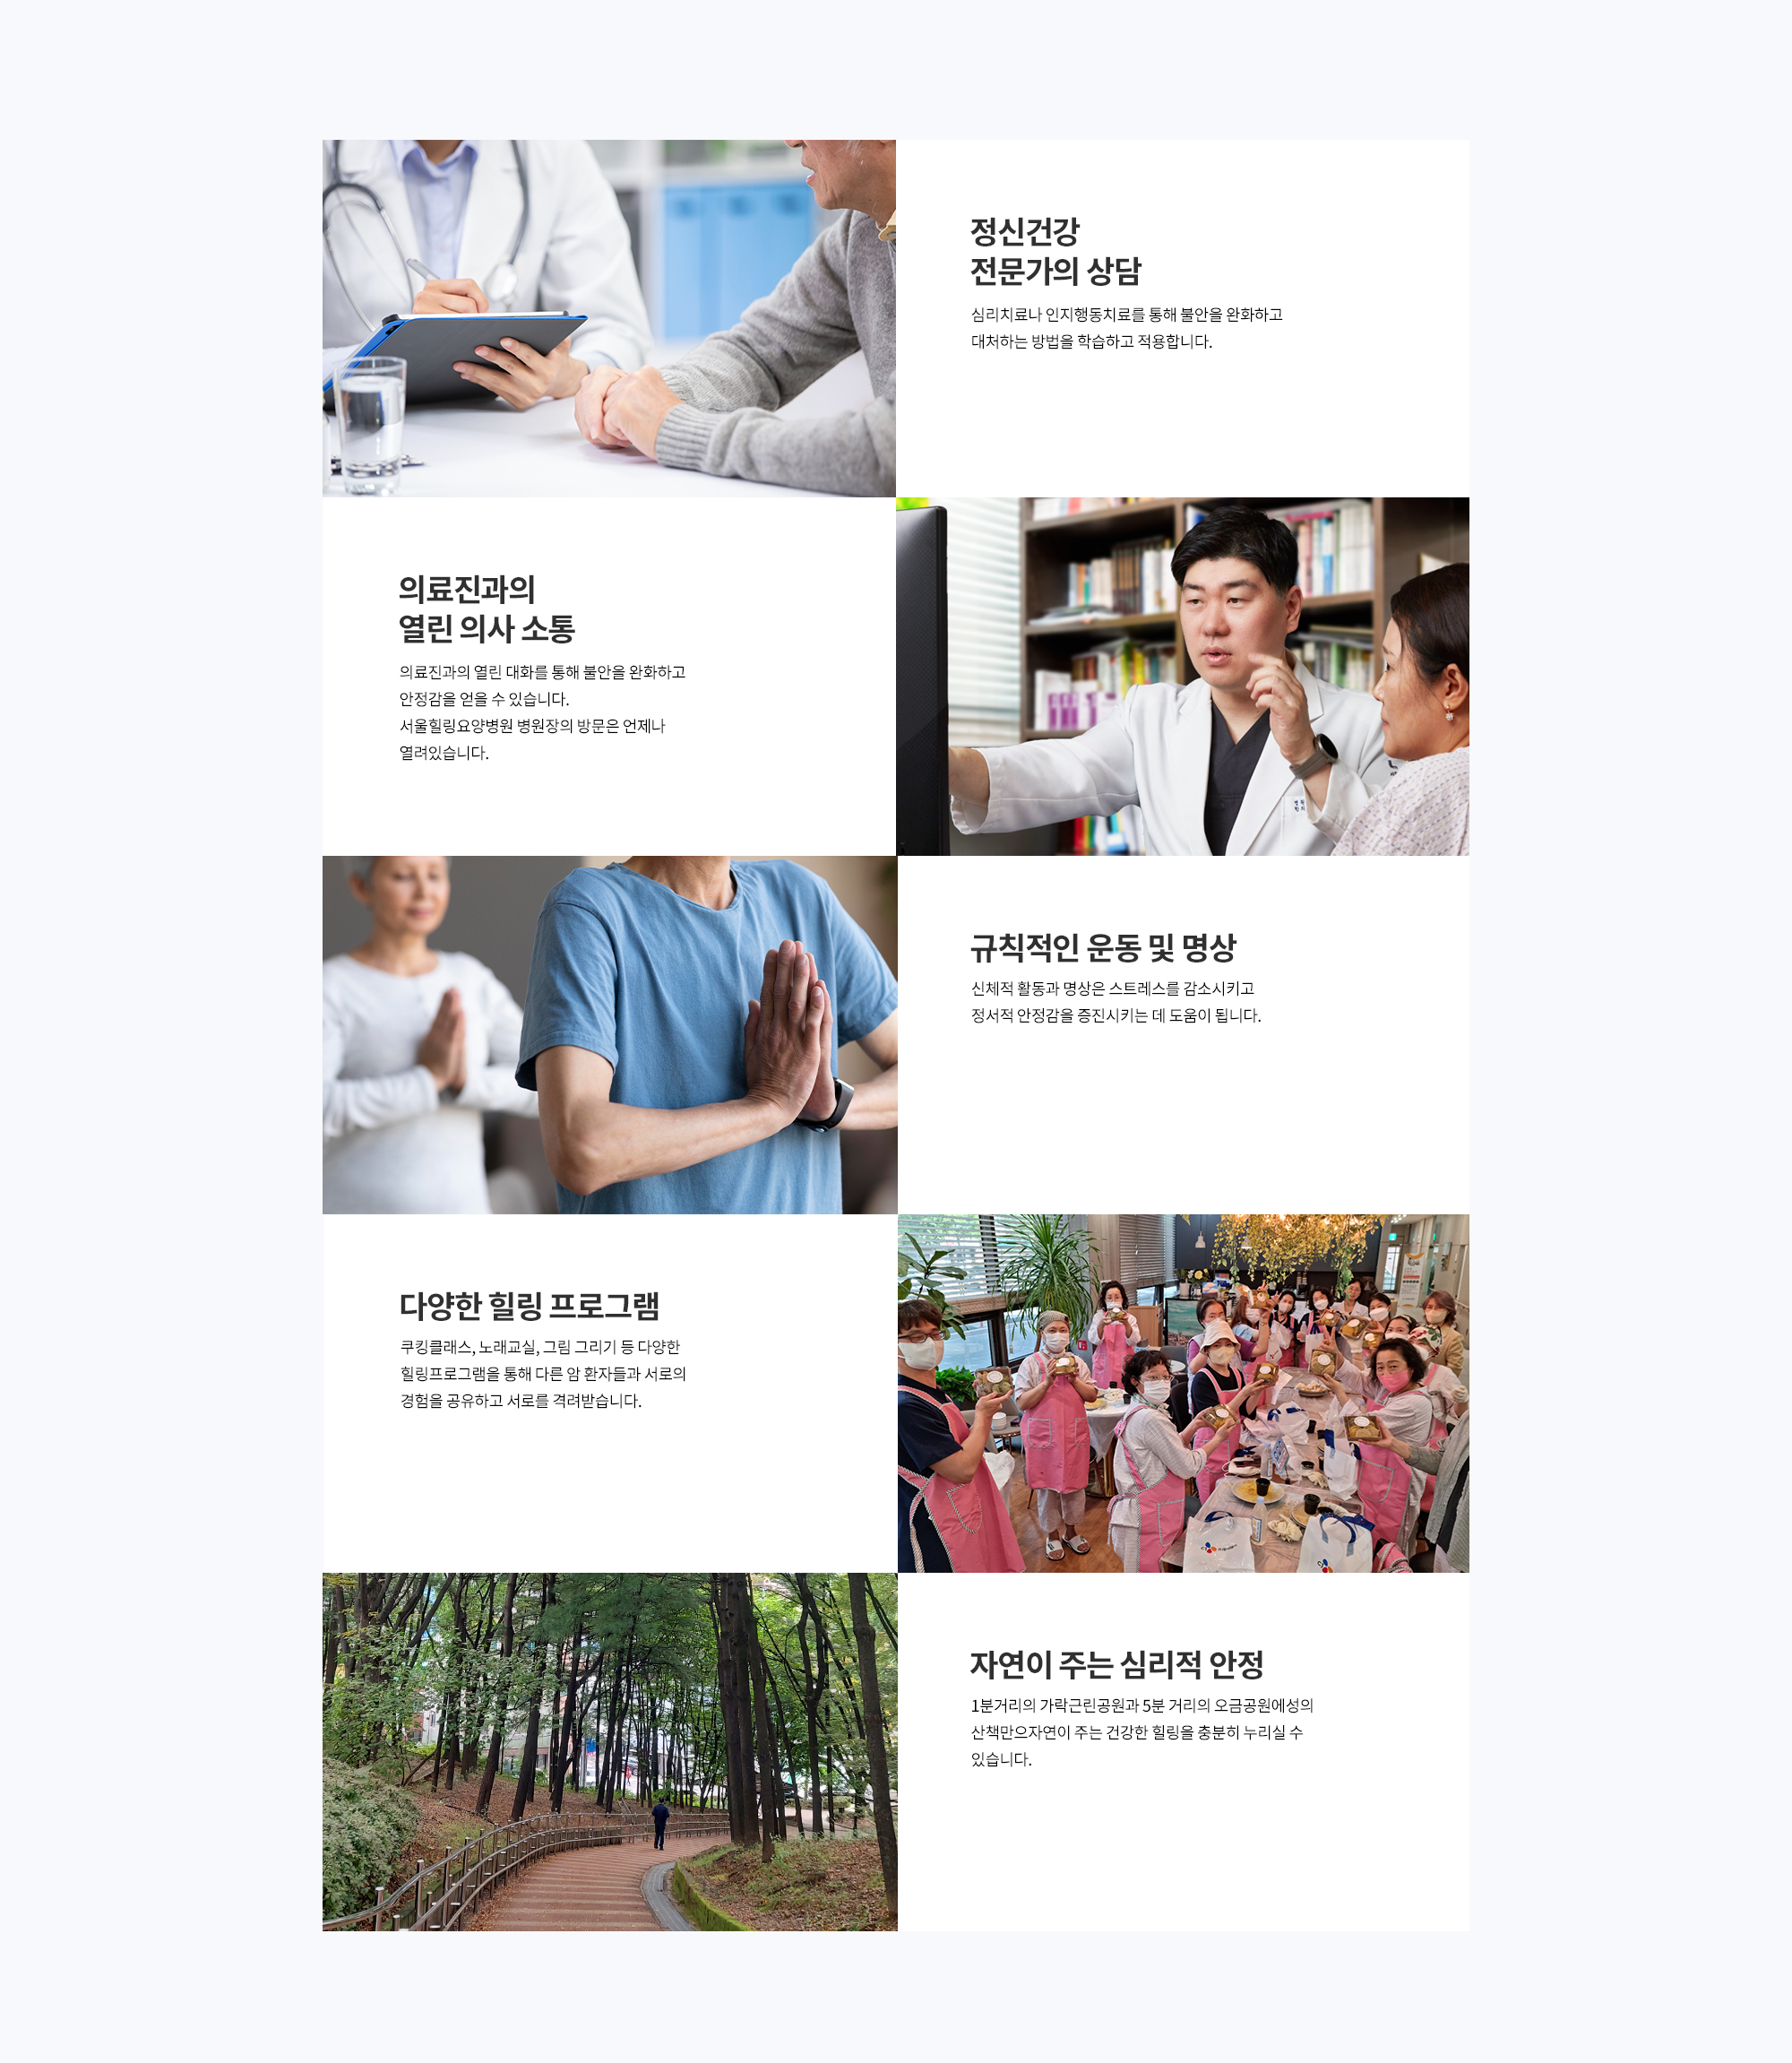 정신건강
전문가의 상담
심리치료나 인지행동치료를 통해 불안을 완화하고
대처하는 방법을 학습하고 적용합니다.
의료진과의
열린 의사 소통
의료진과의 열린 대화를 통해 불안을 완화하고
안정감을 얻을 수 있습니다.
서울힐링요양병원 병원장의 방문은 언제나
열려있습니다.
규칙적인 운동 및 명상
신체적 활동과 명상은 스트레스를 감소시키고
정서적 안정감을 증진시키는 데 도움이 됩니다.
다양한 힐링 프로그램
쿠킹클래스, 노래교실, 그림 그리기 등 다양한
힐링프로그램을 통해 다른 암 환자들과 서로의
경험을 공유하고 서로를 격려받습니다.
자연이 주는 심리적 안정
1분거리의 가락근린공원과 5분 거리의 오금공원에성의
산책만으자연이 주는 건강한 힐링을 충분히 누리실 수
있습니다.